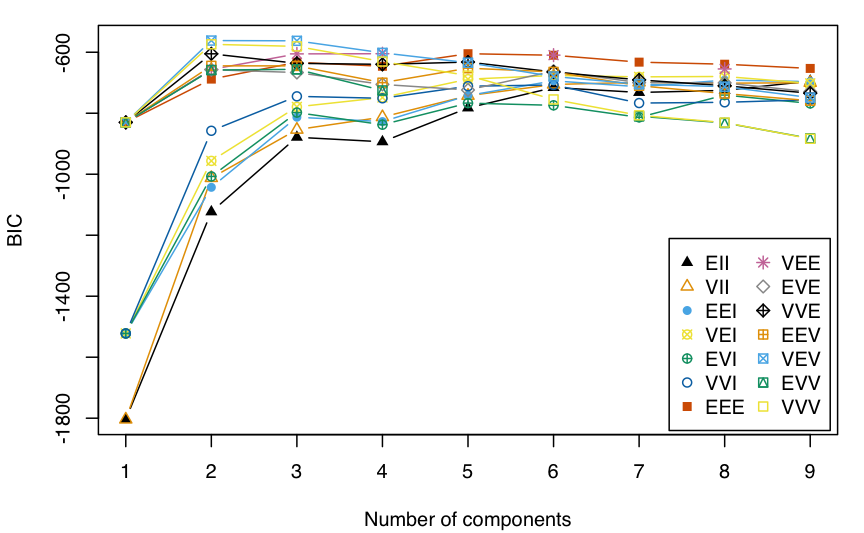 -600
-1000
-1400
-1800
BIC
1 2 3 4 5 6 7 8 9
Number of components
EII VEE
VII EVE
EEI VVE
VEI EEV
EVI VEV
VVI EVV
EEE VVV